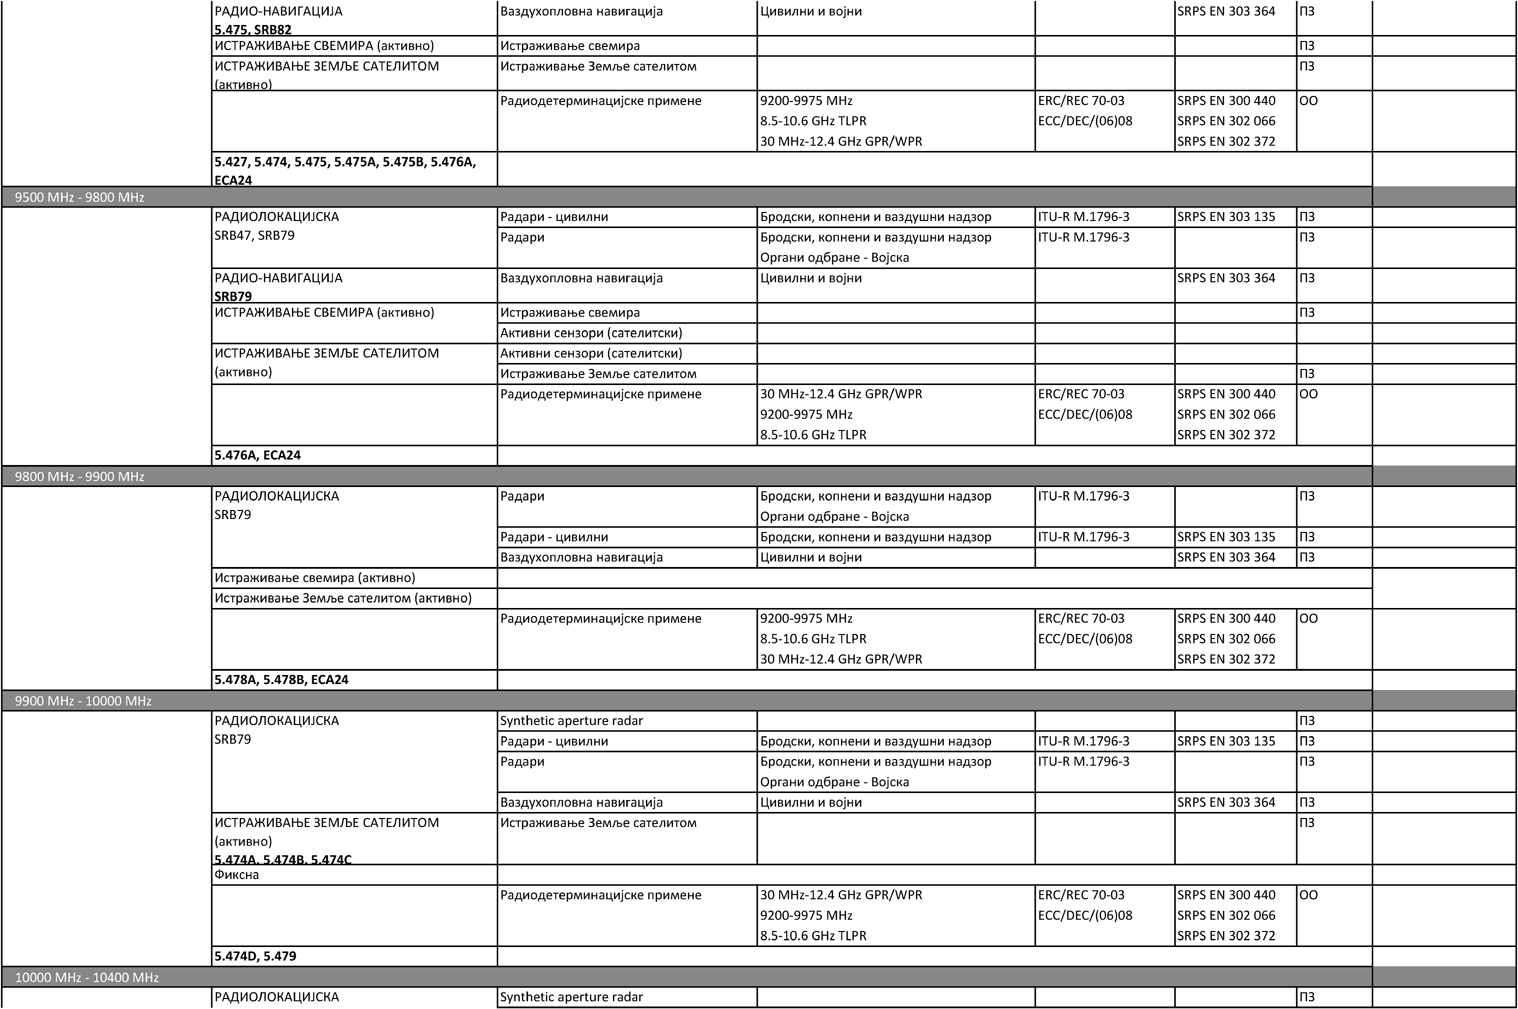 РАДИО-НАВИГАЦИЈА Ваздухопловна навигација Цивилни и војни SRPS EN 303 364 ПЗ
5.475, SRB82
ИСТРАЖИВАЊЕ СВЕМИРА (активно) Истраживање свемира ПЗ
ИСТРАЖИВАЊЕ ЗЕМЉЕ САТЕЛИТОМ Истраживање Земље сателитом ПЗ
(активно)
Радиодетерминацијске примене 9200-9975 MHz ERC/REC 70-03 SRPS EN 300 440 ОО
8.5-10.6 GHz TLPR ECC/DEC/(06)08 SRPS EN 302 066
30 MHz-12.4 GHz GPR/WPR SRPS EN 302 372
5.427, 5.474, 5.475, 5.475A, 5.475B, 5.476A,
ECA24
9500 MHz - 9800 MHz
РАДИОЛОКАЦИЈСКА Радари - цивилни Бродски, копнени и ваздушни надзор ITU-R M.1796-3 SRPS EN 303 135 ПЗ
SRB47, SRB79 Радари Бродски, копнени и ваздушни надзор ITU-R M.1796-3 ПЗ
Органи одбране - Војска
РАДИО-НАВИГАЦИЈА Ваздухопловна навигација Цивилни и војни SRPS EN 303 364 ПЗ
SRB79
ИСТРАЖИВАЊЕ СВЕМИРА (активно) Истраживање свемира ПЗ
Активни сензори (сателитски)
ИСТРАЖИВАЊЕ ЗЕМЉЕ САТЕЛИТОМ Активни сензори (сателитски)
(активно) Истраживање Земље сателитом ПЗ
Радиодетерминацијске примене 30 MHz-12.4 GHz GPR/WPR ERC/REC 70-03 SRPS EN 300 440 ОО
9200-9975 MHz ECC/DEC/(06)08 SRPS EN 302 066
8.5-10.6 GHz TLPR SRPS EN 302 372
5.476A, ECA24
9800 MHz - 9900 MHz
РАДИОЛОКАЦИЈСКА Радари Бродски, копнени и ваздушни надзор ITU-R M.1796-3 ПЗ
SRB79 Органи одбране - Војска
Радари - цивилни Бродски, копнени и ваздушни надзор ITU-R M.1796-3 SRPS EN 303 135 ПЗ
Ваздухопловна навигација Цивилни и војни SRPS EN 303 364 ПЗ
Истраживање свемира (активно)
Истраживање Земље сателитом (активно)
Радиодетерминацијске примене 9200-9975 MHz ERC/REC 70-03 SRPS EN 300 440 ОО
8.5-10.6 GHz TLPR ECC/DEC/(06)08 SRPS EN 302 066
30 MHz-12.4 GHz GPR/WPR SRPS EN 302 372
5.478A, 5.478B, ECA24
9900 MHz - 10000 MHz
РАДИОЛОКАЦИЈСКА Synthetic aperture radar ПЗ
SRB79 Радари - цивилни Бродски, копнени и ваздушни надзор ITU-R M.1796-3 SRPS EN 303 135 ПЗ
Радари Бродски, копнени и ваздушни надзор ITU-R M.1796-3 ПЗ
Органи одбране - Војска
Ваздухопловна навигација Цивилни и војни SRPS EN 303 364 ПЗ
ИСТРАЖИВАЊЕ ЗЕМЉЕ САТЕЛИТОМ Истраживање Земље сателитом ПЗ
(активно)
5.474A, 5.474B, 5.474C
Фиксна
Радиодетерминацијске примене 30 MHz-12.4 GHz GPR/WPR ERC/REC 70-03 SRPS EN 300 440 ОО
9200-9975 MHz ECC/DEC/(06)08 SRPS EN 302 066
8.5-10.6 GHz TLPR SRPS EN 302 372
5.474D, 5.479
10000 MHz - 10400 MHz
РАДИОЛОКАЦИЈСКА Synthetic aperture radar ПЗ